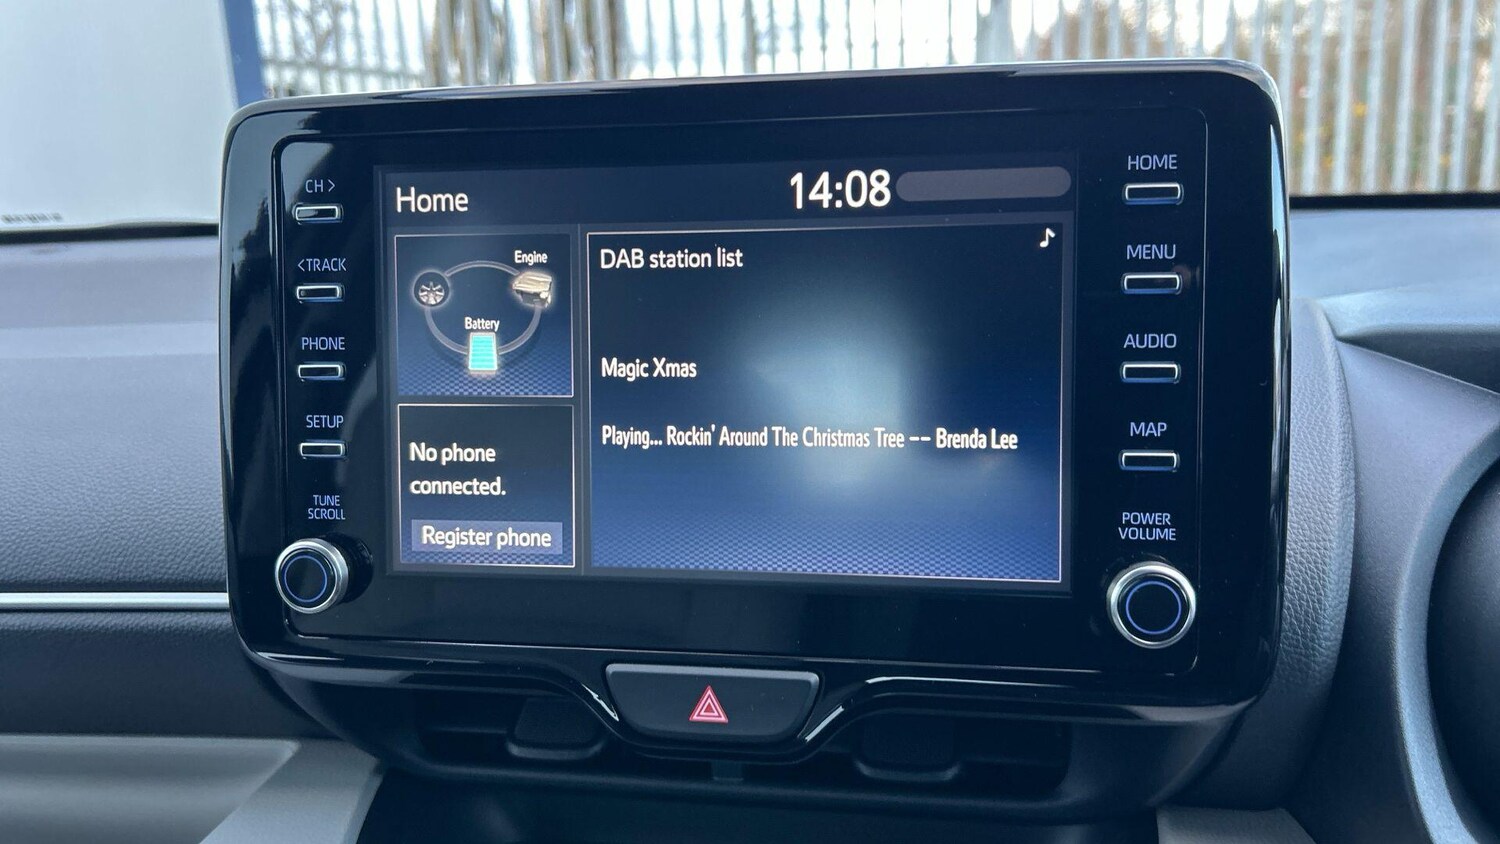 CH >
<TRACK
PHONE
SETUP
TUNE
SCROLL
Home
14:08
Engine
Battery
No phone
connected.
Register phone
DAB station list
Magic Xmas
Playing... Rockin' Around The Christmas Tree -- Brenda Lee
HOME
MENU
AUDIO
MAP
POWER
VOLUME